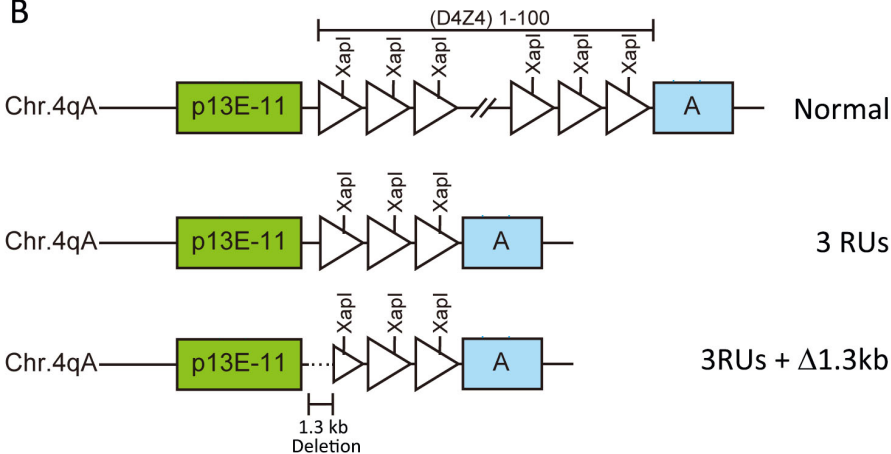 B
(D4Z4) 1-100
XapI XapI XapI XapI XapI XapI
Chr.4qA p13E-11 A Normal
XapI XapI XapI
Chr.4qA p13E-11 A 3 RUs
XapI XapI XapI
Chr.4qA p13E-11 A 3RUs + Δ1.3kb
1.3 kb
Deletion